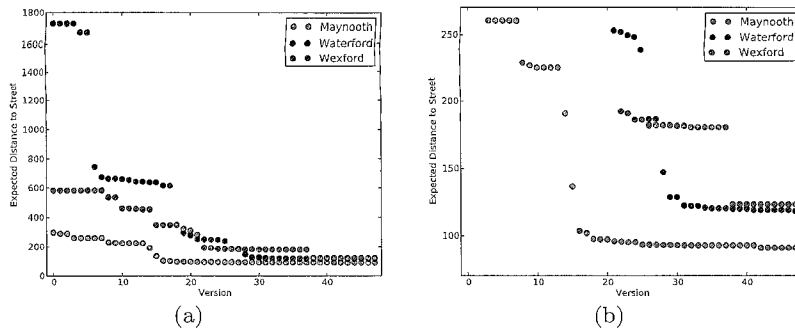 1800
1600
1400
1200
1000
800
600
400
200
0
Expected Distance to Street
0
10
20
30
40
Version
Maynooth
Waterford
Wexford
(a)
250
200
150
100
Expected Distance to Street
0
10
20
30
40
Version
Maynooth
Waterford
Wexford
(b)